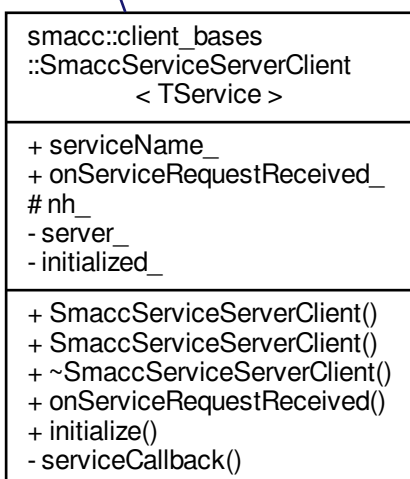 smacc::client_bases
::SmaccServiceServerClient
< TService >
+ serviceName_
+ onServiceRequestReceived_
# nh_
- server_
- initialized_
+ SmaccServiceServerClient()
+ SmaccServiceServerClient()
+ ~SmaccServiceServerClient()
+ onServiceRequestReceived()
+ initialize()
- serviceCallback()